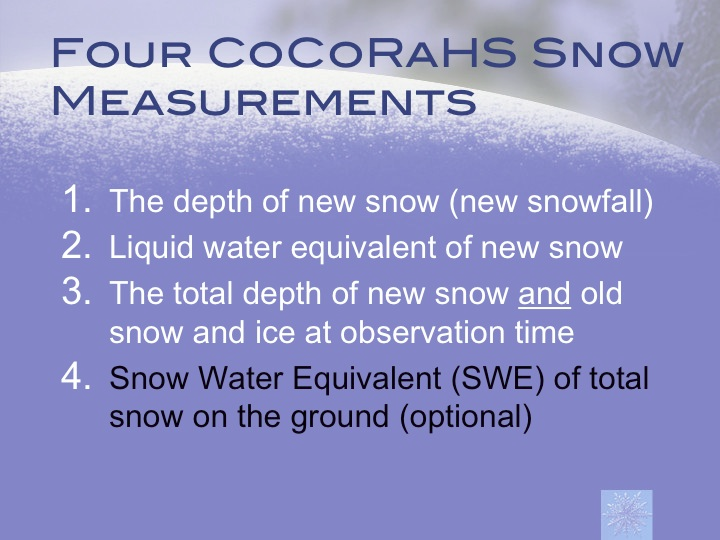 Four CoCoRaHS Snow
Measurements
1. The depth of new snow (new snowfall)
2. Liquid water equivalent of new snow
3. The total depth of new snow and old
snow and ice at observation time
4. Snow Water Equivalent (SWE) of total
snow on the ground (optional)